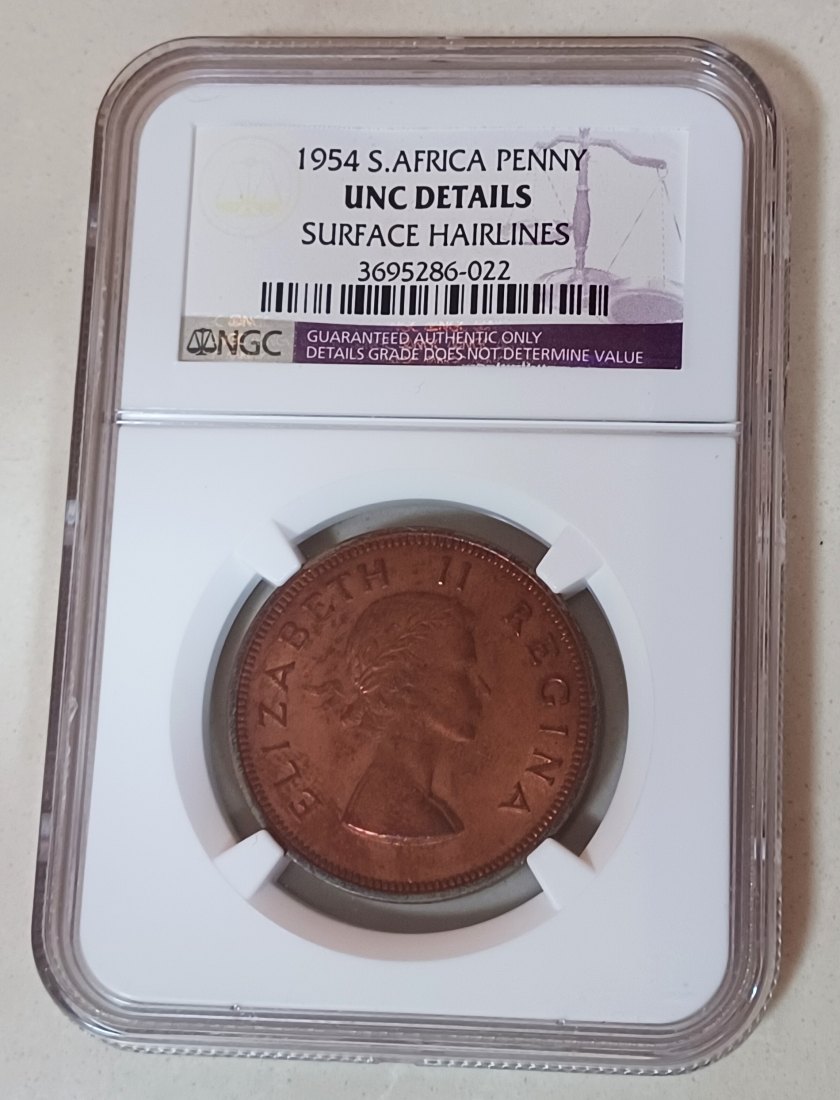 1954 S.AFRICA PENNY
UNC DETAILS
SURFACE HAIRLINES
3695286-022
NGC
GUARANTEED AUTHENTIC ONLY
DETAILS GRADE DOES NOT DETERMINE VALUE
ELIZABETH II REGINA